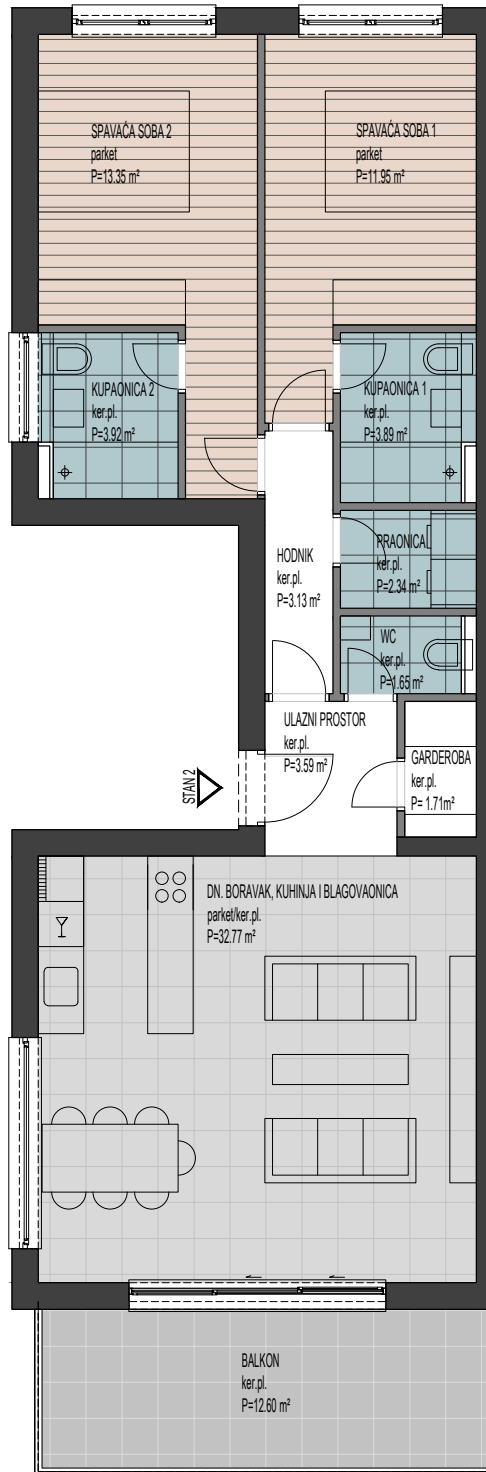 SPAVAĆA SOBA 2
parket
P=13.35 m²
SPAVAĆA SOBA 1
parket
P=11.95 m²
KUPAONICA 2
ker.pl.
P=3.92 m²
KUPAONICA 1
ker.pl.
P=3.89 m²
HODNIK
ker.pl.
P=3.13 m²
PRAONICA
ker.pl.
P=2.34 m²
WC
ker.pl.
P=1.65 m²
ULAZNI PROSTOR
ker.pl.
P=3.59 m²
GARDEROBA
ker.pl.
P= 1.71m²
STAN 2
DN. BORAVAK, KUHINJA I BLAGOVAONICA
parket/ker.pl.
P=32.77 m²
BALKON
ker.pl.
P=12.60 m²